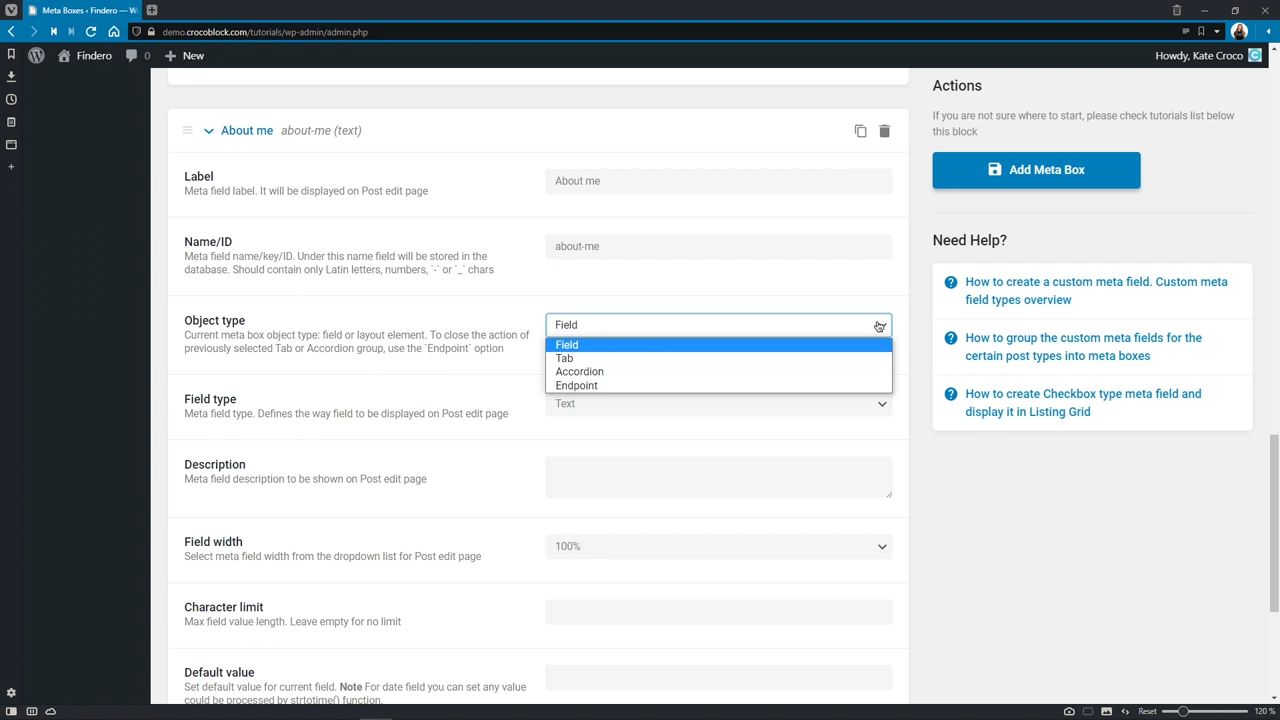 Meta Boxes ‹ Findero — Wo
demo.crocoblock.com/tutorials/wp-admin/admin.php
Findero
0
New
Howdy, Kate Croco
About me about-me (text)
Label
Meta field label. It will be displayed on Post edit page
About me
Name/ID
Meta field name/key/ID. Under this name field will be stored in the
database. Should contain only Latin letters, numbers, `-` or `_` chars
about-me
Object type
Current meta box object type: field or layout element. To close the action of
previously selected Tab or Accordion group, use the `Endpoint` option
Field
Field
Tab
Accordion
Endpoint
Field type
Meta field type. Defines the way field to be displayed on Post edit page
Text
Description
Meta field description to be shown on Post edit page
Field width
Select meta field width from the dropdown list for Post edit page
100%
Character limit
Max field value length. Leave empty for no limit
Default value
Set default value for current field. Note For date field you can set any value
could be processed by strtotime() function.
Actions
If you are not sure where to start, please check tutorials list below
this block
Add Meta Box
Need Help?
How to create a custom meta field. Custom meta
field types overview
How to group the custom meta fields for the
certain post types into meta boxes
How to create Checkbox type meta field and
display it in Listing Grid
Reset
120 %